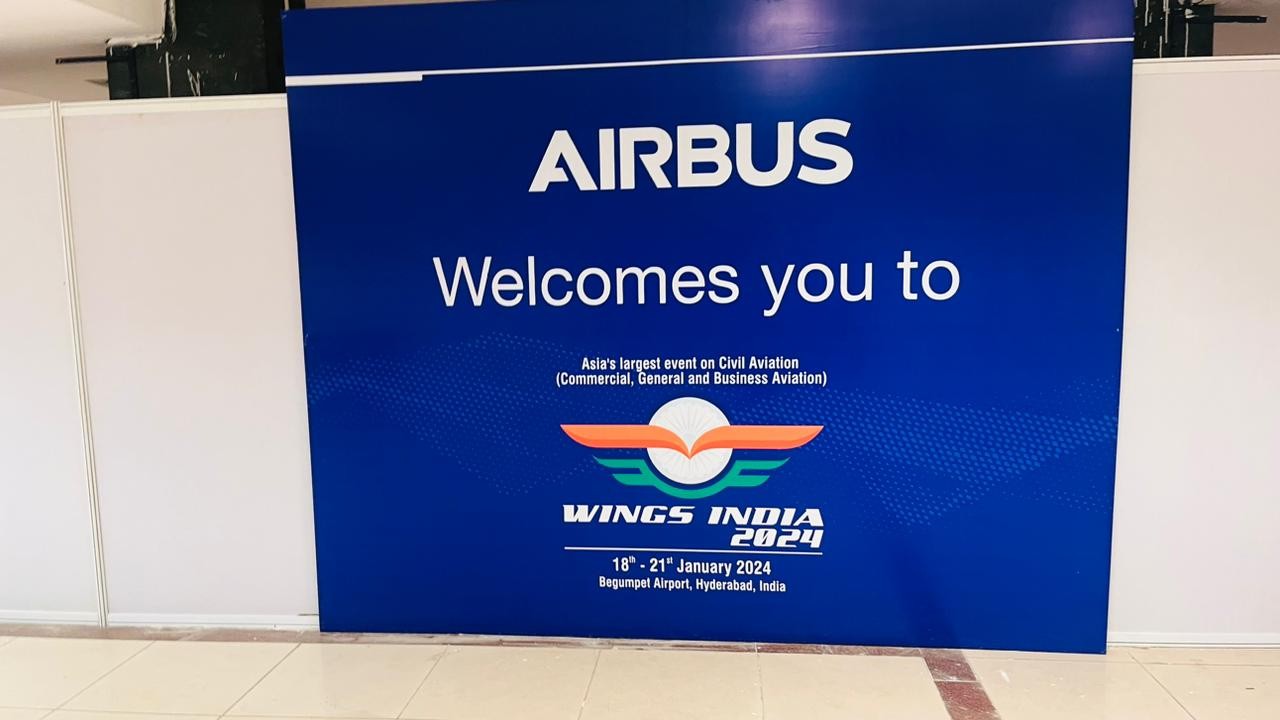 AIRBUS
Welcomes you to
Asia's largest event on Civil Aviation
(Commercial, General and Business Aviation)
WINGS INDIA
2024
18th - 21st January 2024
Begumpet Airport, Hyderabad, India